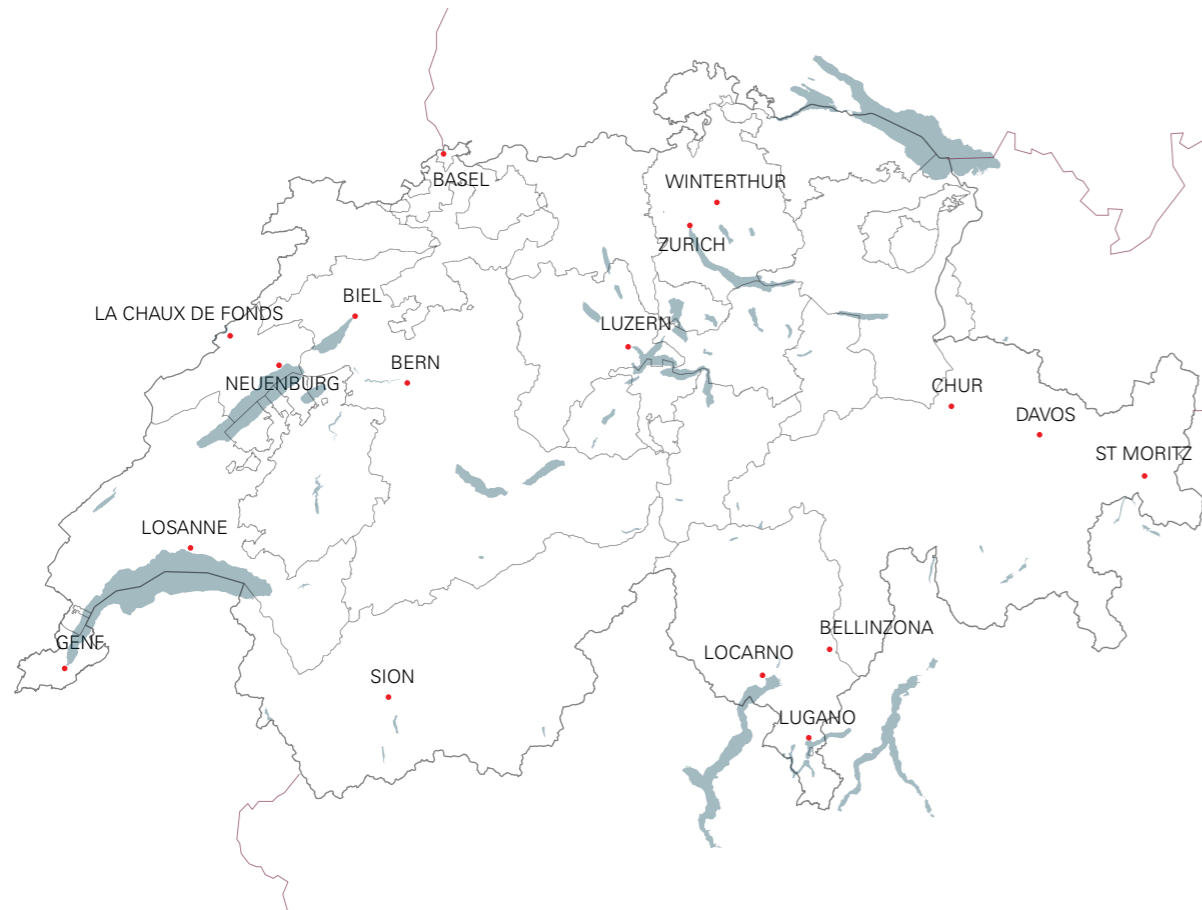 BASEL
WINTERTHUR
ZURICH
BIEL
LA CHAUX DE FONDS
LUZERN
BERN
NEUENBURG
CHUR
DAVOS
ST MORITZ
LOSANNE
BELLINZONA
GENF
LOCARNO
SION
LUGANO